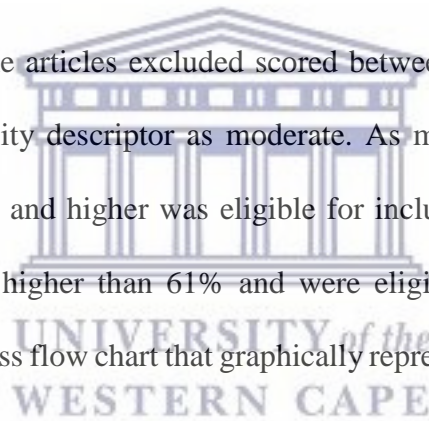 e articles excluded scored betwee
ity descriptor as moderate. As m
and higher was eligible for inclu
higher than 61% and were eligi
UNIVERSITY of the
ss flow chart that graphically repre
WESTERN CAPE